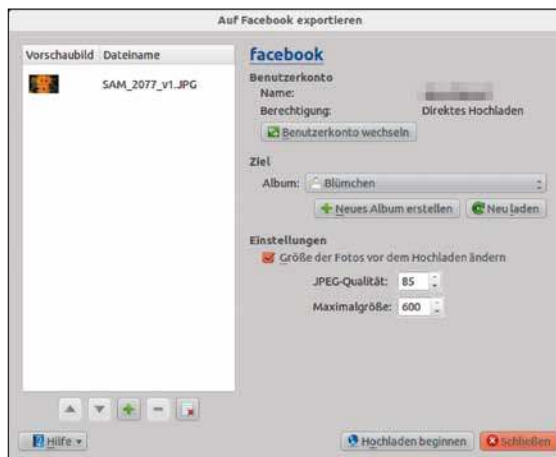 Auf Facebook exportieren
Vorschaubild Dateiname
SAM_2077_v1.JPG
facebook
Benutzerkonto
Name:
Berechtigung: Direktes Hochladen
Benutzerkonto wechseln
Ziel
Album: Blümchen
Neues Album erstellen Neu laden
Einstellungen
Größe der Fotos vor dem Hochladen ändern
JPEG-Qualität: 85
Maximalgröße: 600
Hilfe Hochladen beginnen Schließen